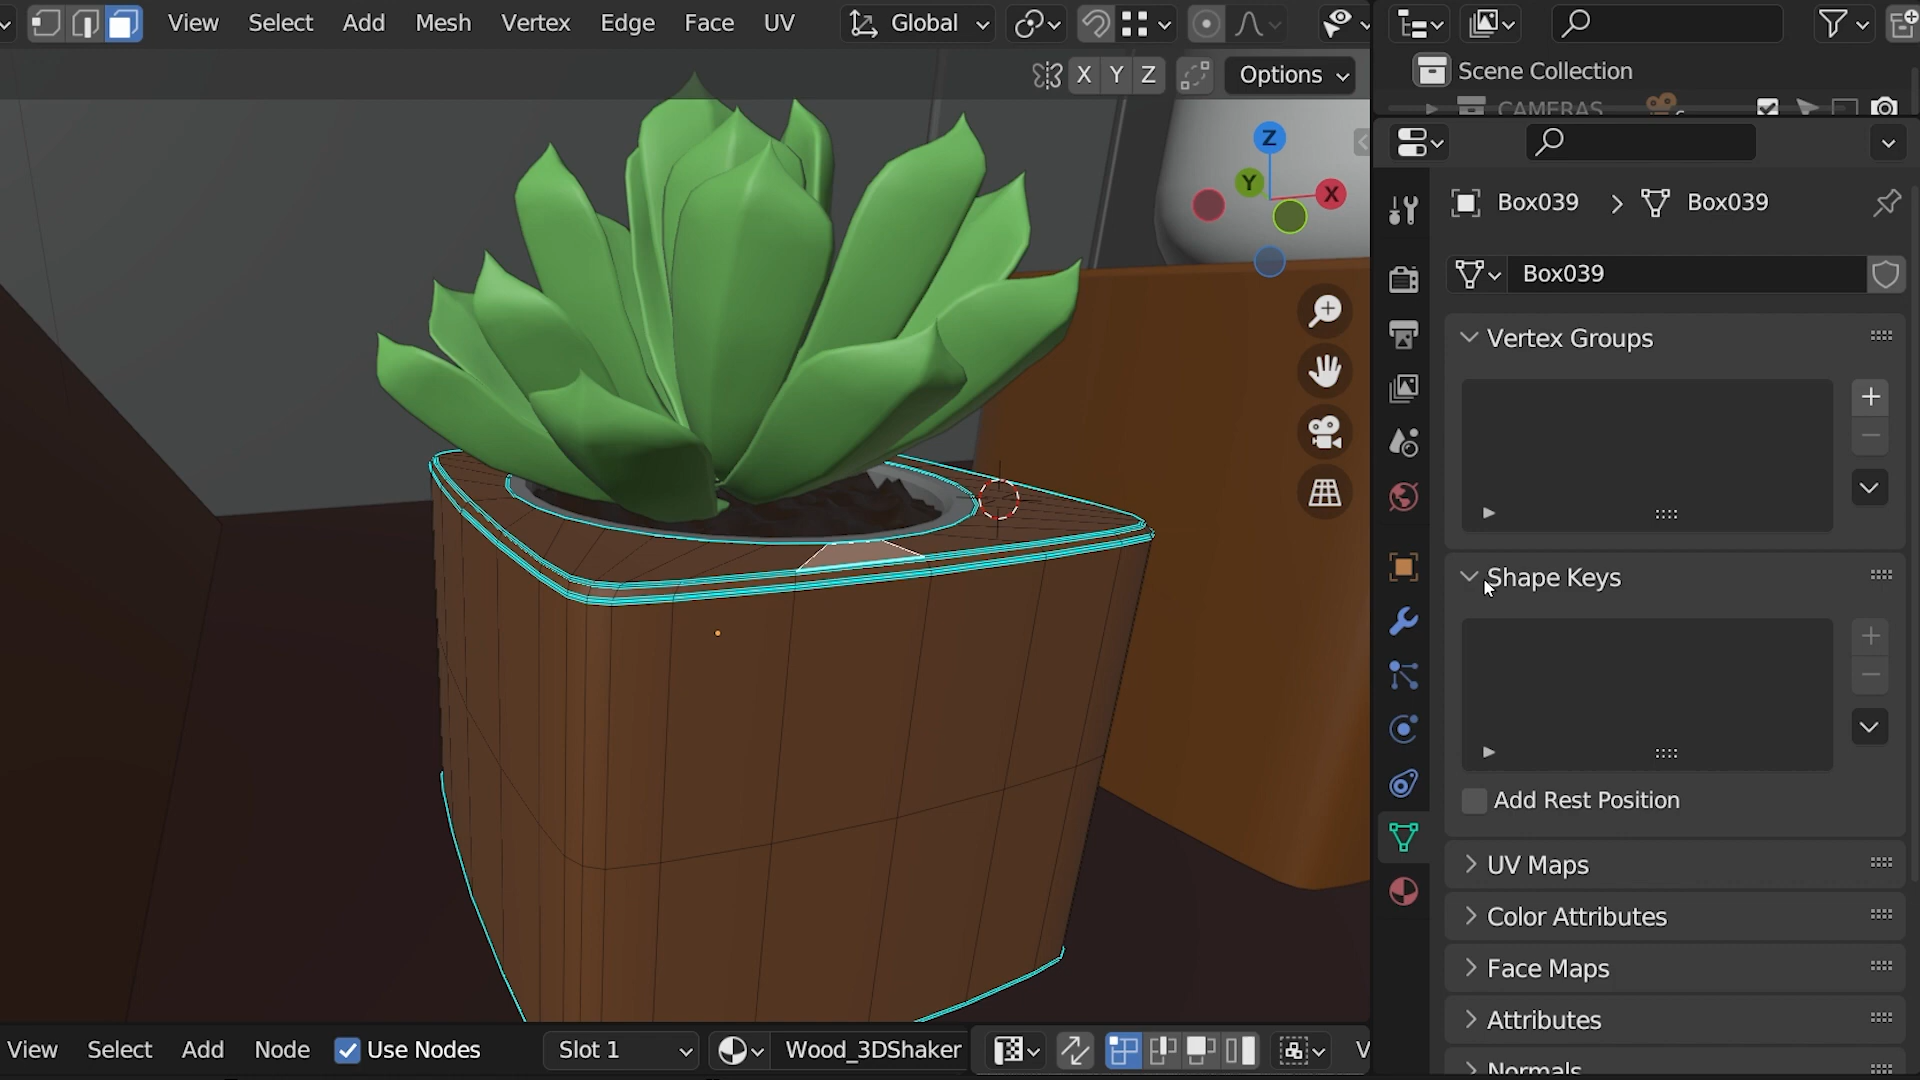 View Select Add Mesh Vertex Edge Face UV Global
X Y Z Options
Scene Collection
CAMERAS
Z
Y
X
Box039 Box039
Box039
Vertex Groups
Shape Keys
Add Rest Position
UV Maps
Color Attributes
Face Maps
Attributes
Normals
View Select Add Node Use Nodes Slot 1 Wood_3DShaker V